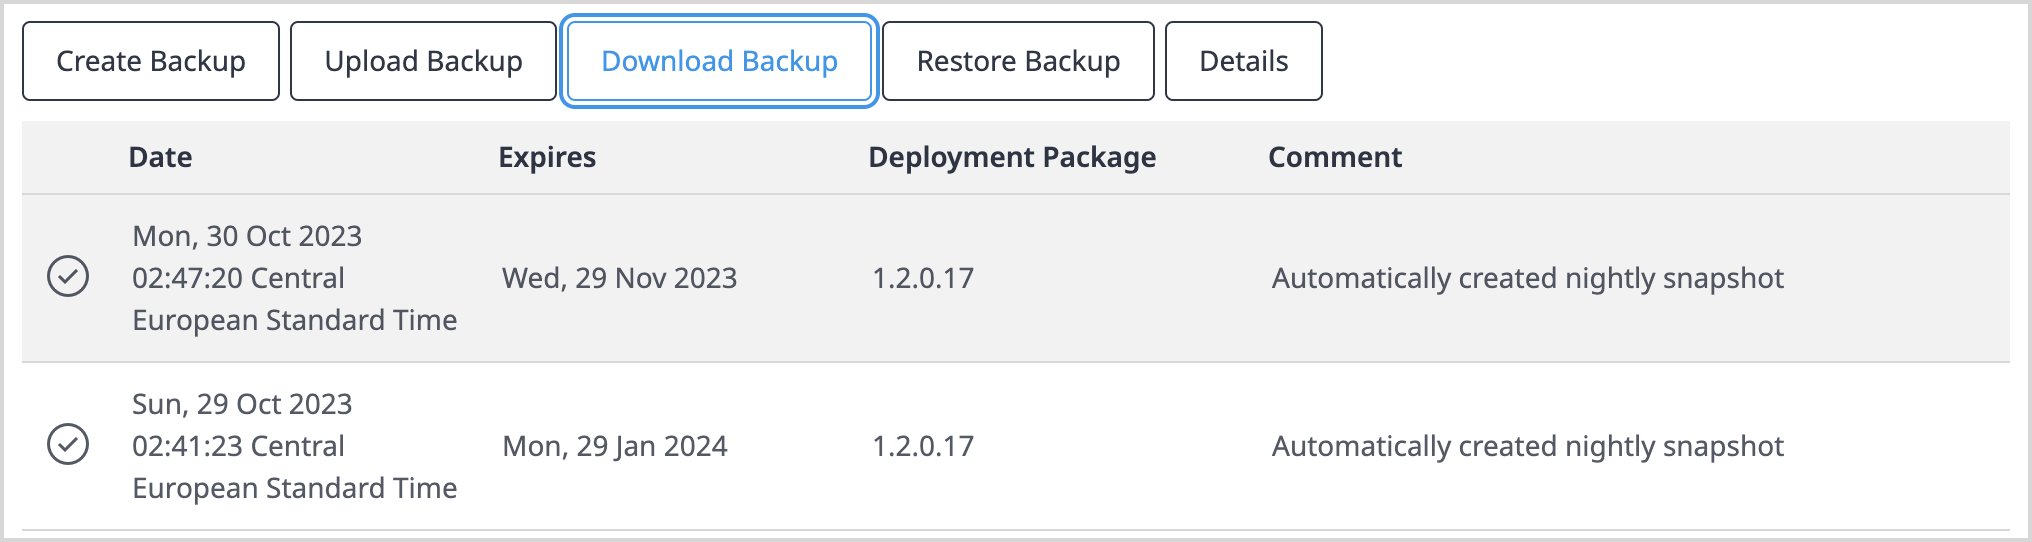 Create Backup Upload Backup Download Backup Restore Backup Details
Date Expires Deployment Package Comment
Mon, 30 Oct 2023
02:47:20 Central
European Standard Time
Wed, 29 Nov 2023
1.2.0.17
Automatically created nightly snapshot
Sun, 29 Oct 2023
02:41:23 Central
European Standard Time
Mon, 29 Jan 2024
1.2.0.17
Automatically created nightly snapshot